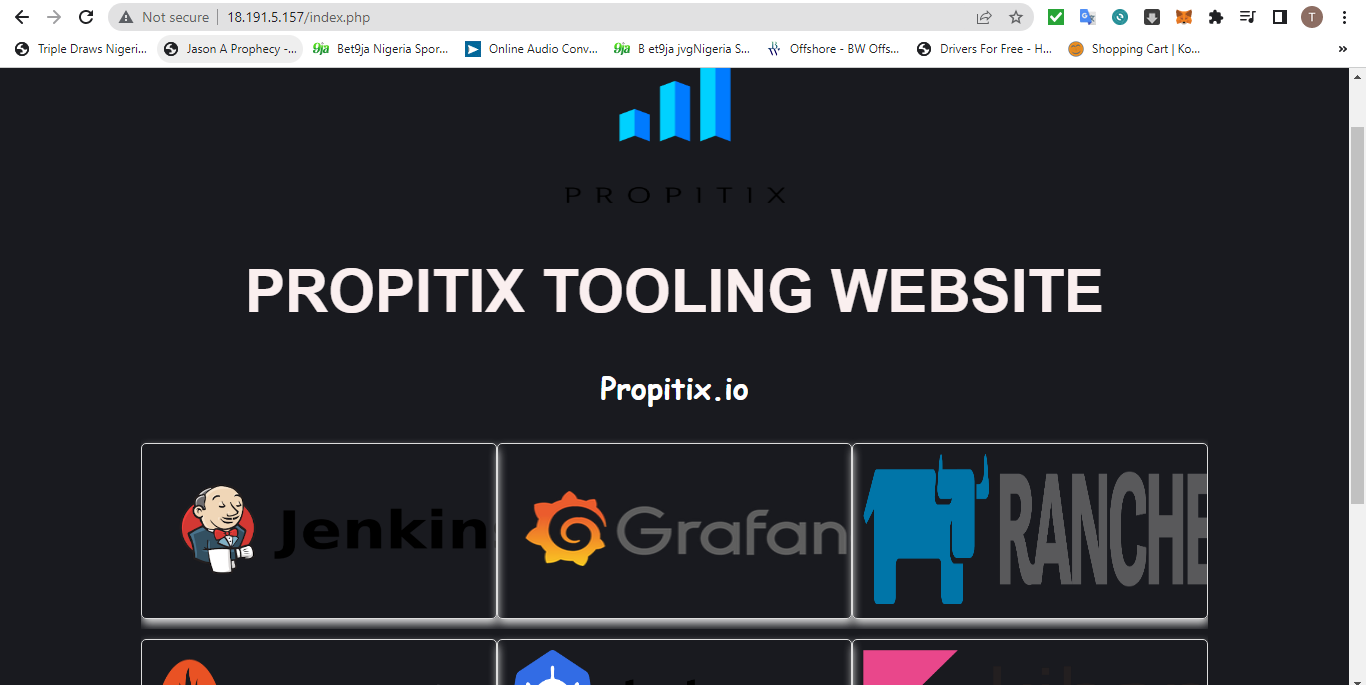 Not secure | 18.191.5.157/index.php
T
Triple Draws Nigeri...
Jason A Prophecy -...
9ja Bet9ja Nigeria Spor...
Online Audio Conv...
9ja B et9ja jvgNigeria S...
Offshore - BW Offs...
Drivers For Free - H...
Shopping Cart | Ko...
»
PROPITIX
PROPITIX TOOLING WEBSITE
Propitix.io
Jenkin
Grafan
RANCHE